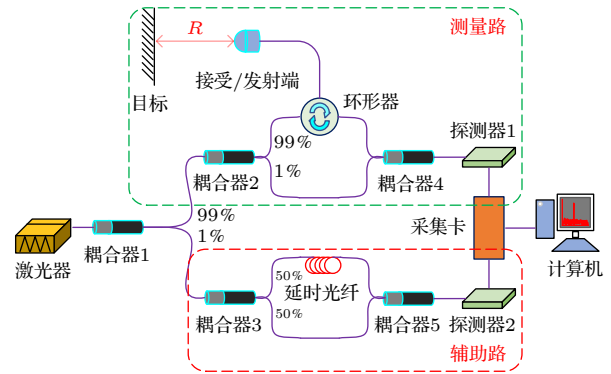 R
测量路
接受/发射端
目标
环形器
探测器1
99%
1%
耦合器2
耦合器4
99%
1%
采集卡
激光器
耦合器1
计算机
50%
延时光纤
50%
耦合器3
耦合器5
探测器2
辅助路